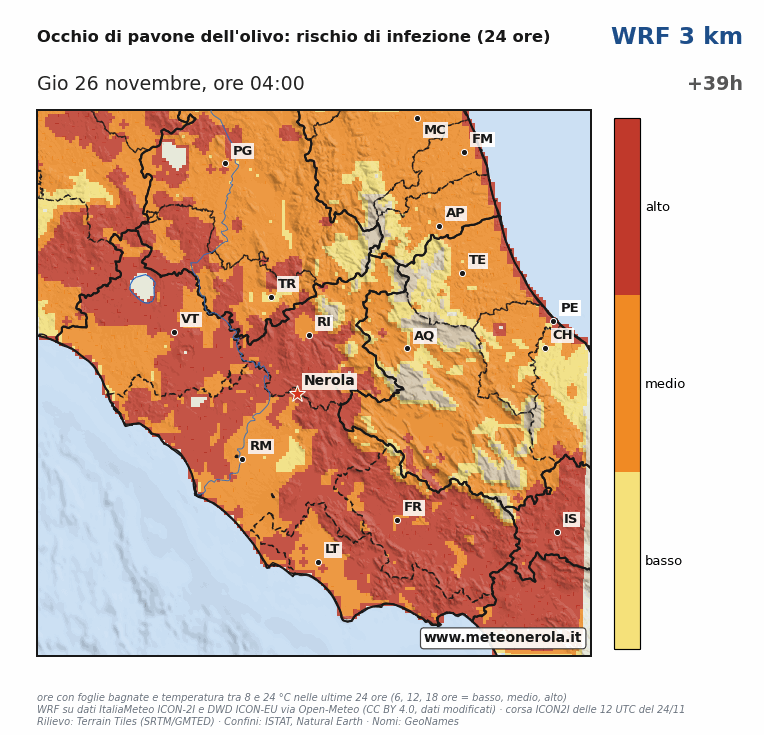 Occhio di pavone dell'olivo: rischio di infezione (24 ore)
WRF 3 km
Gio 26 novembre, ore 04:00
+39h
MC
FM
PG
AP
TE
TR
PE
VT
RI
AQ
CH
Nerola
RM
FR
IS
LT
www.meteonerola.it
alto
medio
basso
ore con foglie bagnate e temperatura tra 8 e 24 °C nelle ultime 24 ore (6, 12, 18 ore = basso, medio, alto)
WRF su dati ItaliaMeteo ICON-2I e DWD ICON-EU via Open-Meteo (CC BY 4.0, dati modificati) · corsa ICON2I delle 12 UTC del 24/11
Rilievo: Terrain Tiles (SRTM/GMTED) · Confini: ISTAT, Natural Earth · Nomi: GeoNames